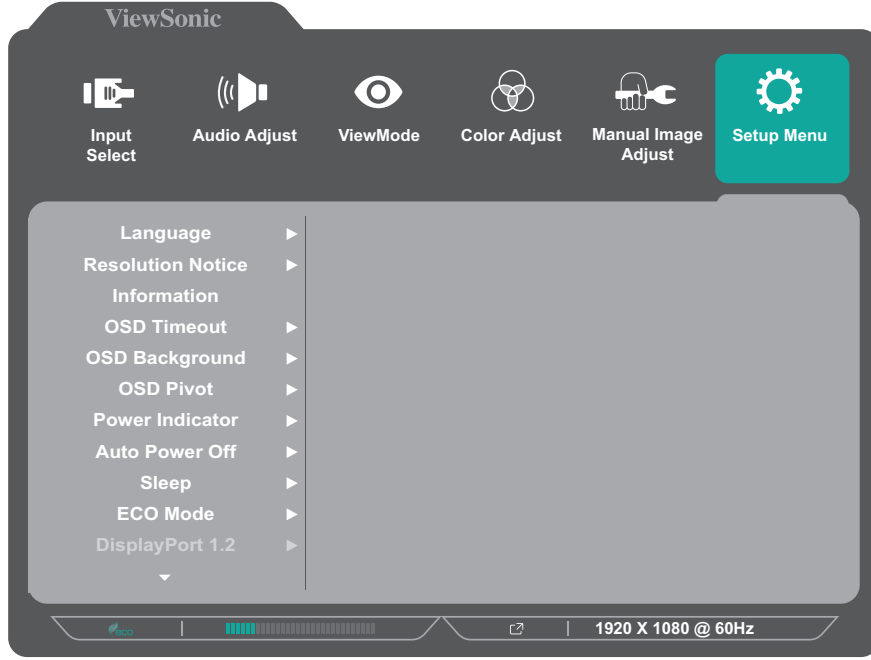 ViewSonic
Input
Select
Audio Adjust
ViewMode
Color Adjust
Manual Image
Adjust
Setup Menu
Language
Resolution Notice
Information
OSD Timeout
OSD Background
OSD Pivot
Power Indicator
Auto Power Off
Sleep
ECO Mode
DisplayPort 1.2
eco
1920 X 1080 @ 60Hz